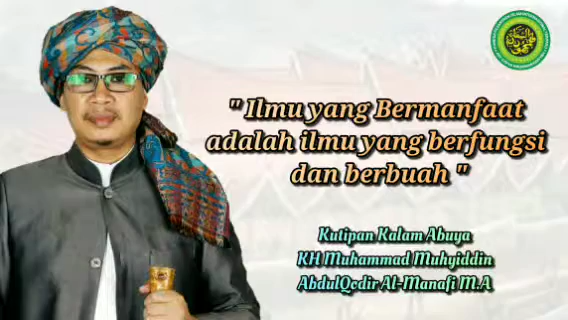 " Ilmu yang Bermanfaat
adalah ilmu yang berfungsi
dan berbuah "
Kutipan Kalam Abuya
KH Muhammad Muhyiddin
AbdulQodir Al-Manafi M.A